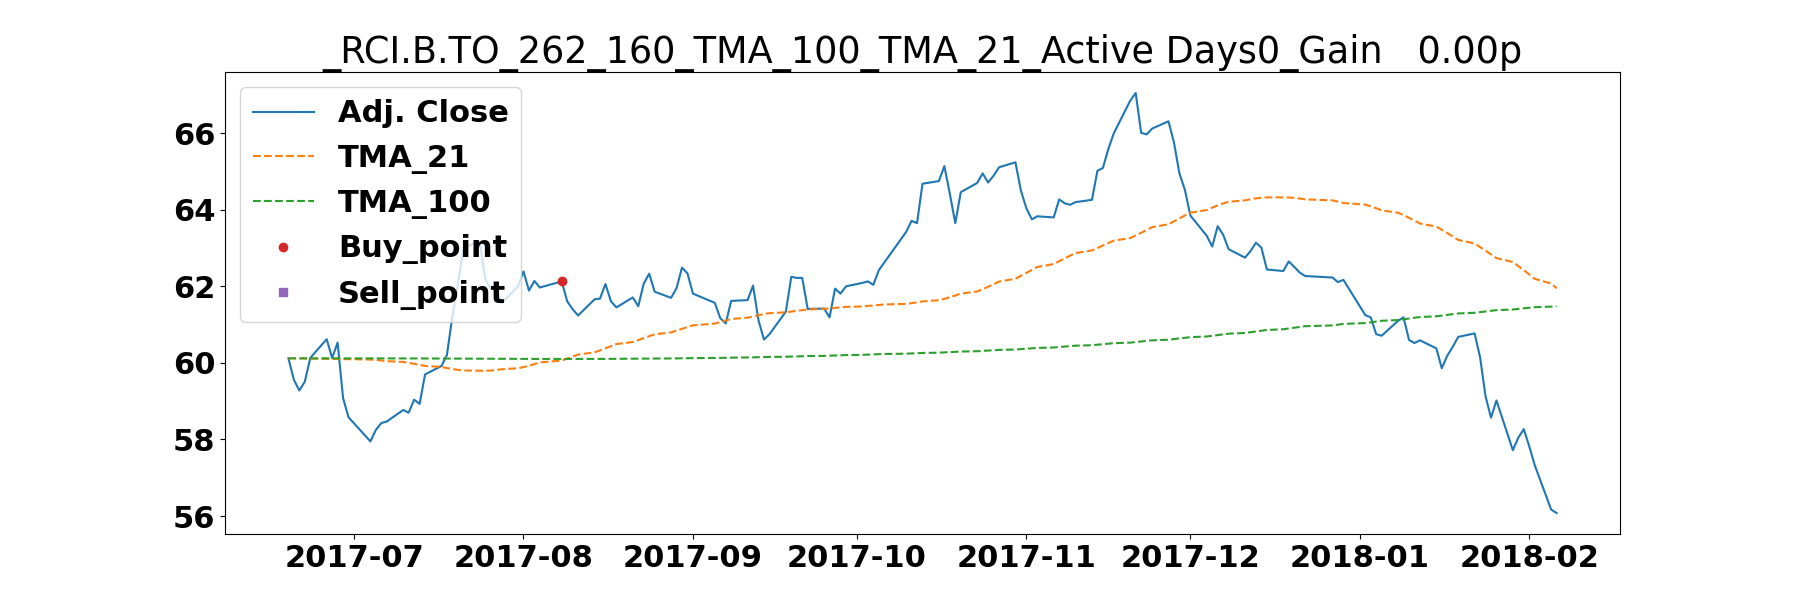 _RCI.B.TO_262_160_TMA_100_TMA_21_Active Days0_Gain   0.00p
Adj. Close
TMA_21
TMA_100
Buy_point
Sell_point
66
64
62
60
58
56
2017-07 2017-08 2017-09 2017-10 2017-11 2017-12 2018-01 2018-02